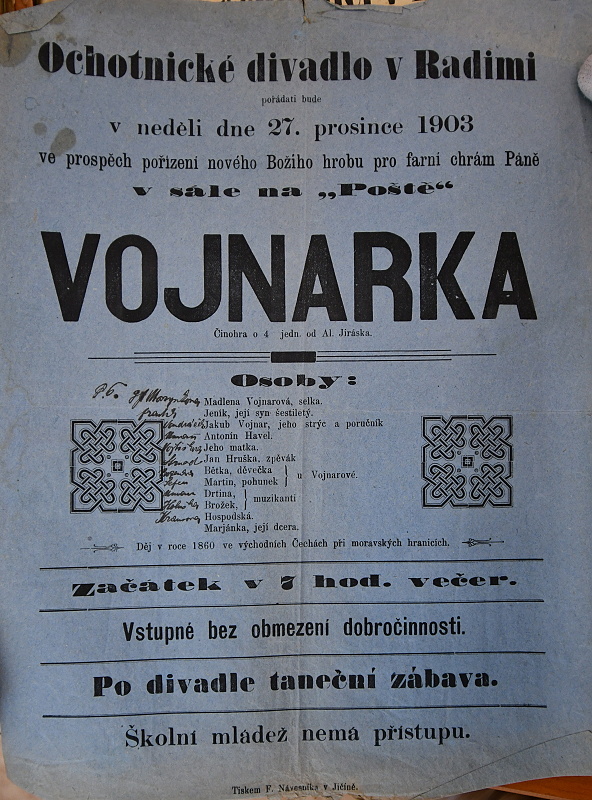 Ochotnické divadlo v Radimi
pořádati bude
v neděli dne 27. prosince 1903
ve prospěch pořízení nového Božího hrobu pro farní chrám Páně
v sále na „Poště“
VOJNARKA
Činohra o 4 jedn. od Al. Jiráska.
Osoby:
Madlena Vojnarová, selka.
Jeník, její syn šestiletý.
Jakub Vojnar, jeho strýc a poručník
Antonín Havel.
Jeho matka.
Jan Hruška, zpěvák
Bětka, děvečka
Martin, pohunek } u Vojnarové.
Drtina,
Brožek, } muzikanti
Hospodská.
Marjánka, její dcera.
Děj v roce 1860 ve východních Čechách při moravských hranicích.
Začátek v 7 hod. večer.
Vstupné bez obmezení dobročinnosti.
Po divadle taneční zábava.
Školní mládež nemá přístupu.
Tiskem F. Návesníka v Jičíně.